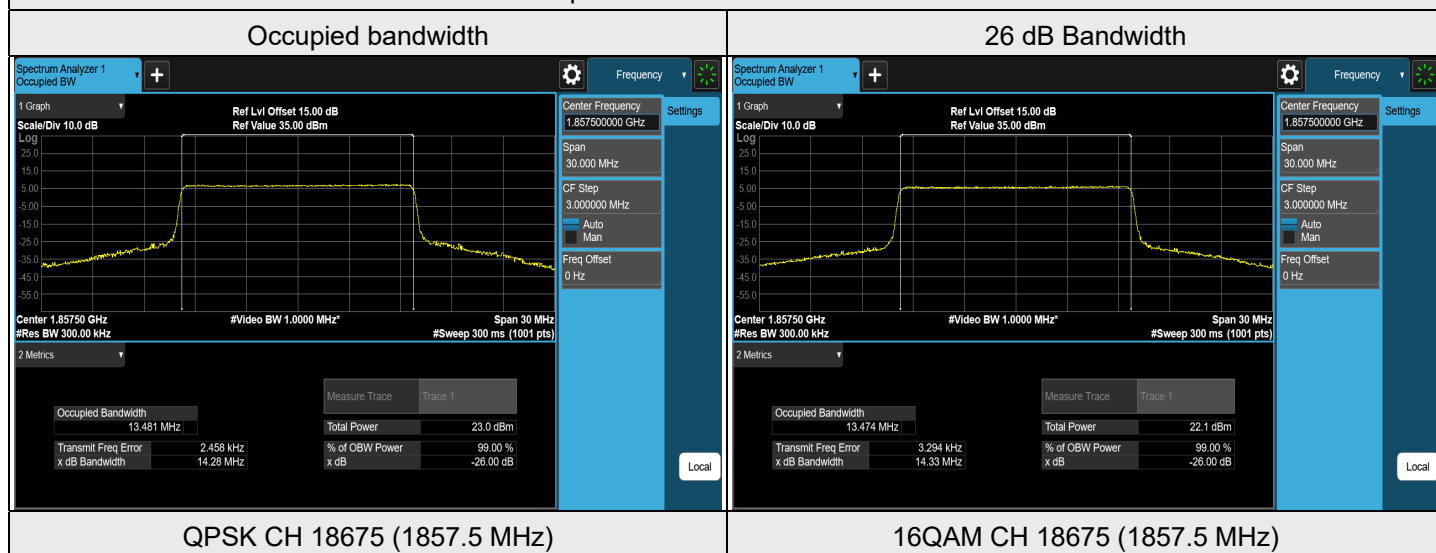 Occupied bandwidth
26 dB Bandwidth
Spectrum Analyzer 1
Occupied BW
+
Frequency
1 Graph
Scale/Div 10.0 dB
Ref Lvl Offset 15.00 dB
Ref Value 35.00 dBm
Log
25.0
15.0
5.00
-5.00
-15.0
-25.0
-35.0
-45.0
-55.0
Center 1.85750 GHz
#Res BW 300.00 kHz
#Video BW 1.0000 MHz*
Span 30 MHz
#Sweep 300 ms (1001 pts)
Center Frequency
1.857500000 GHz
Settings
Span
30.000 MHz
CF Step
3.000000 MHz
Auto
Man
Freq Offset
0 Hz
2 Metrics
Measure Trace Trace 1
Occupied Bandwidth
13.481 MHz
Total Power 23.0 dBm
Transmit Freq Error 2.458 kHz
% of OBW Power 99.00 %
x dB Bandwidth 14.28 MHz
x dB -26.00 dB
Local
Spectrum Analyzer 1
Occupied BW
+
Frequency
1 Graph
Scale/Div 10.0 dB
Ref Lvl Offset 15.00 dB
Ref Value 35.00 dBm
Log
25.0
15.0
5.00
-5.00
-15.0
-25.0
-35.0
-45.0
-55.0
Center 1.85750 GHz
#Res BW 300.00 kHz
#Video BW 1.0000 MHz*
Span 30 MHz
#Sweep 300 ms (1001 pts)
Center Frequency
1.857500000 GHz
Settings
Span
30.000 MHz
CF Step
3.000000 MHz
Auto
Man
Freq Offset
0 Hz
2 Metrics
Measure Trace Trace 1
Occupied Bandwidth
13.474 MHz
Total Power 22.1 dBm
Transmit Freq Error 3.294 kHz
% of OBW Power 99.00 %
x dB Bandwidth 14.33 MHz
x dB -26.00 dB
Local
QPSK CH 18675 (1857.5 MHz)
16QAM CH 18675 (1857.5 MHz)